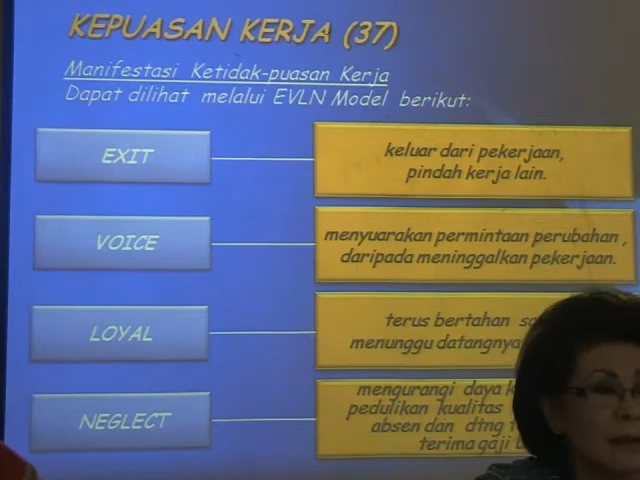 KEPUASAN KERJA (37)
Manifestasi Ketidak-puasan Kerja
Dapat dilihat melalui EVLN Model berikut:
EXIT
keluar dari pekerjaan,
pindah kerja lain.
VOICE
menyuarakan permintaan perubahan,
daripada meninggalkan pekerjaan.
LOYAL
terus bertahan
menunggu datangnya
NEGLECT
mengurangi daya
pedulikan kualitas
absen dan dtng
terima gaji